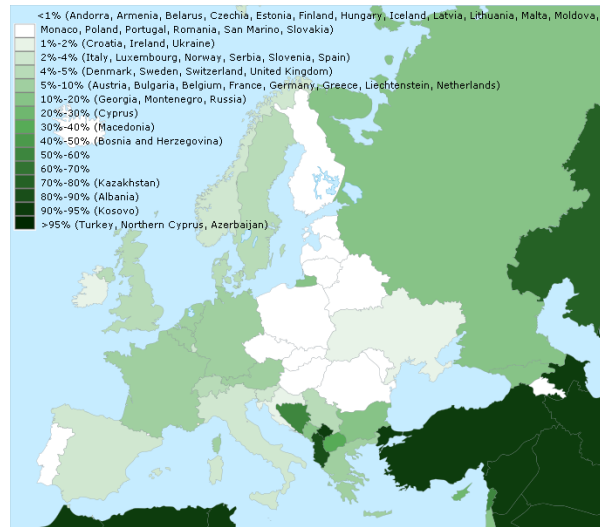 <1% (Andorra, Armenia, Belarus, Czechia, Estonia, Finland, Hungary, Iceland, Latvia, Lithuania, Malta, Moldova,
Monaco, Poland, Portugal, Romania, San Marino, Slovakia)
1%-2% (Croatia, Ireland, Ukraine)
2%-4% (Italy, Luxembourg, Norway, Serbia, Slovenia, Spain)
4%-5% (Denmark, Sweden, Switzerland, United Kingdom)
5%-10% (Austria, Bulgaria, Belgium, France, Germany, Greece, Liechtenstein, Netherlands)
10%-20% (Georgia, Montenegro, Russia)
20%-30% (Cyprus)
30%-40% (Macedonia)
40%-50% (Bosnia and Herzegovina)
50%-60%
60%-70%
70%-80% (Kazakhstan)
80%-90% (Albania)
90%-95% (Kosovo)
>95% (Turkey, Northern Cyprus, Azerbaijan)